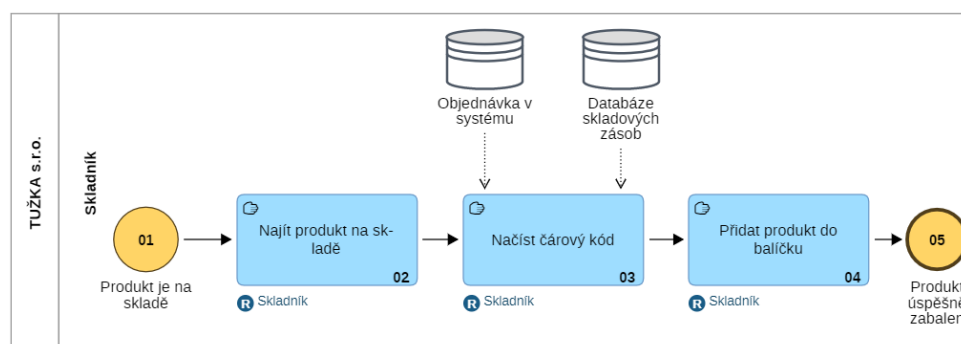 TUŽKA s.r.o.
Skladník
Objednávka v
systému
Databáze
skladových
zásob
01
Produkt je na
skladě
Najít produkt na sk-
ladě
02
R Skladník
Načíst čárový kód
03
R Skladník
Přidat produkt do
balíčku
04
R Skladník
05
Produkt
úspěšně
zabalen